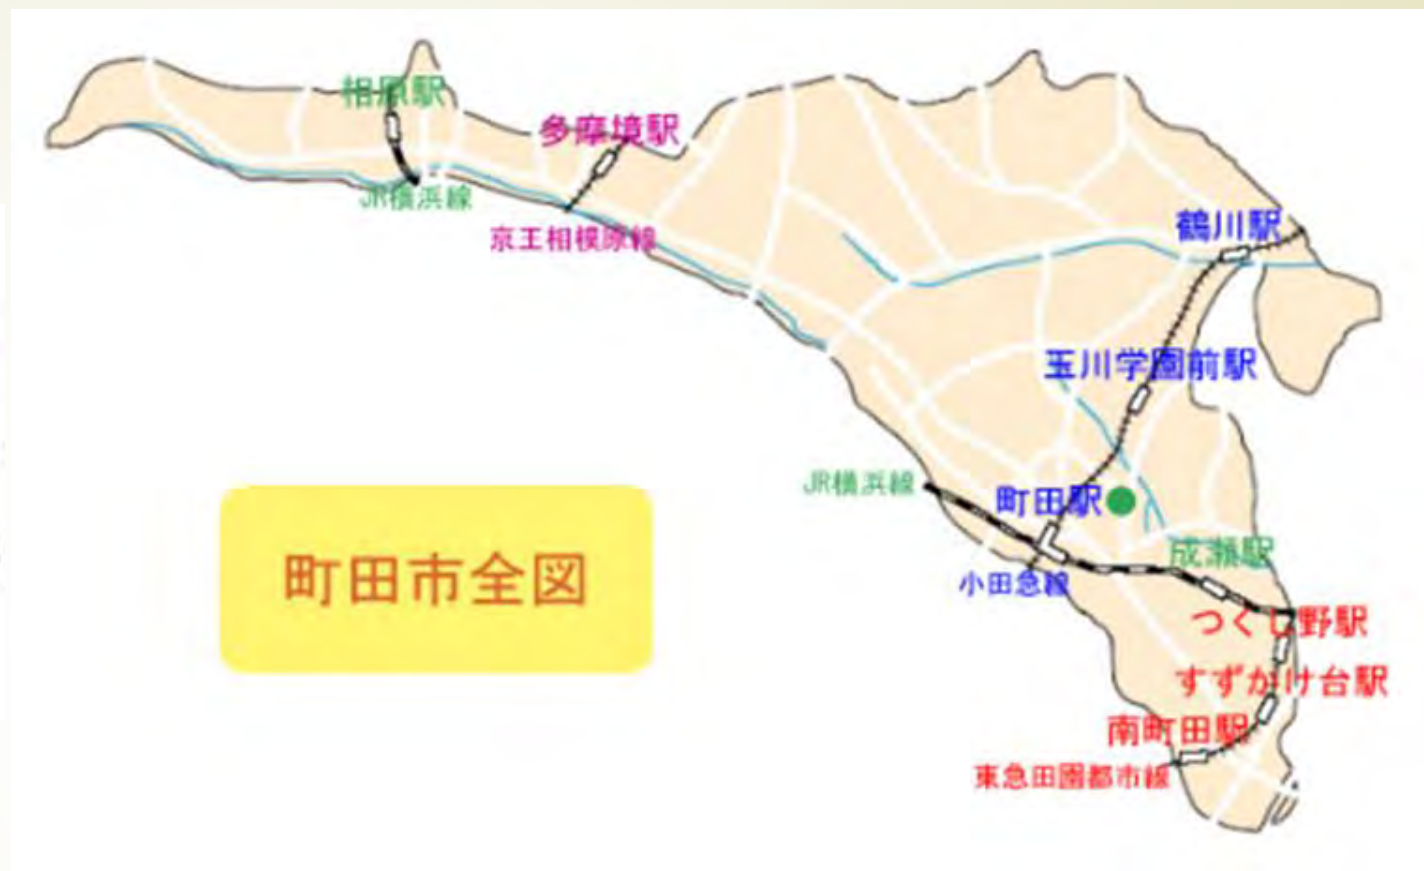 相原駅
多摩境駅
JR横浜線
京王相模原線
鶴川駅
玉川学園前駅
JR横浜線
町田駅
成瀬駅
小田急線
町田市全図
つくし野駅
すずかけ台駅
南町田駅
東急田園都市線